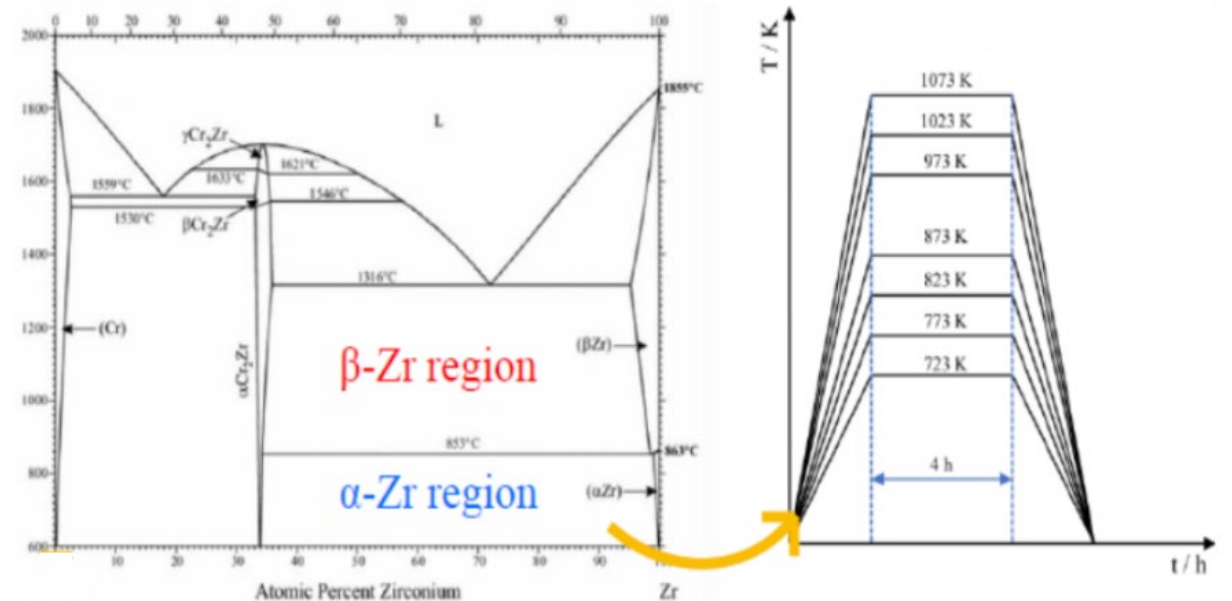 0 10 20 30 40 50 60 70 80 90 100
2000
1800
1600
1400
1200
1000
800
600
1855°C
L
γCr2Zr
1621°C
1633°C
1559°C
1546°C
1530°C
βCr2Zr
1316°C
(Cr)
(βZr)
αCr2Zr
β-Zr region
853°C
863°C
α-Zr region
(αZr)
10 20 30 40 50 60 70 80 90
Atomic Percent Zirconium
Zr
T / K
1073 K
1023 K
973 K
873 K
823 K
773 K
723 K
4 h
t / h